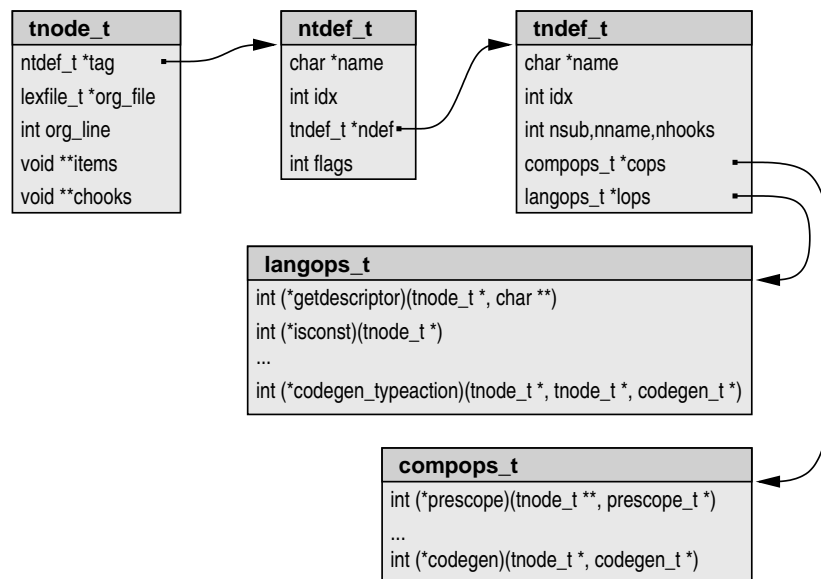 tnode_t
ntdef_t *tag
lexfile_t *org_file
int org_line
void **items
void **chooks
ntdef_t
char *name
int idx
tndef_t *ndef
int flags
tndef_t
char *name
int idx
int nsub,nname,nhooks
compops_t *cops
langops_t *lops
langops_t
int (*getdescriptor)(tnode_t *, char **)
int (*isconst)(tnode_t *)
...
int (*codegen_typeaction)(tnode_t *, tnode_t *, codegen_t *)
compops_t
int (*prescope)(tnode_t **, prescope_t *)
...
int (*codegen)(tnode_t *, codegen_t *)